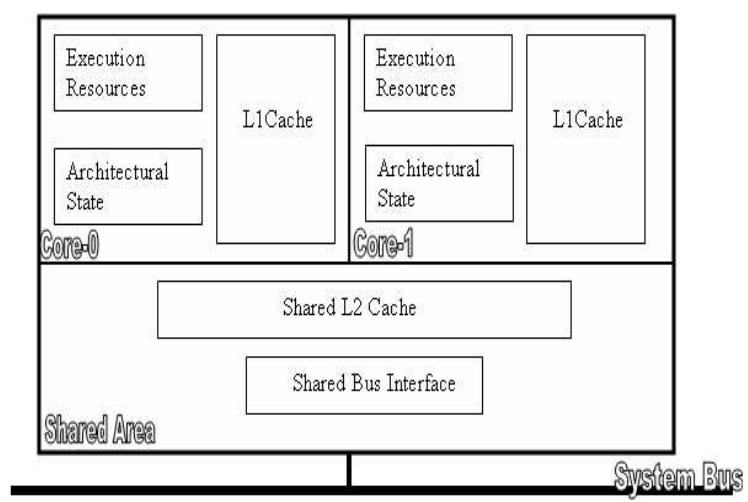 Execution
Resources
L1Cache
Architectural
State
Core-0
Execution
Resources
L1Cache
Architectural
State
Core-1
Shared L2 Cache
Shared Bus Interface
Shared Area
System Bus